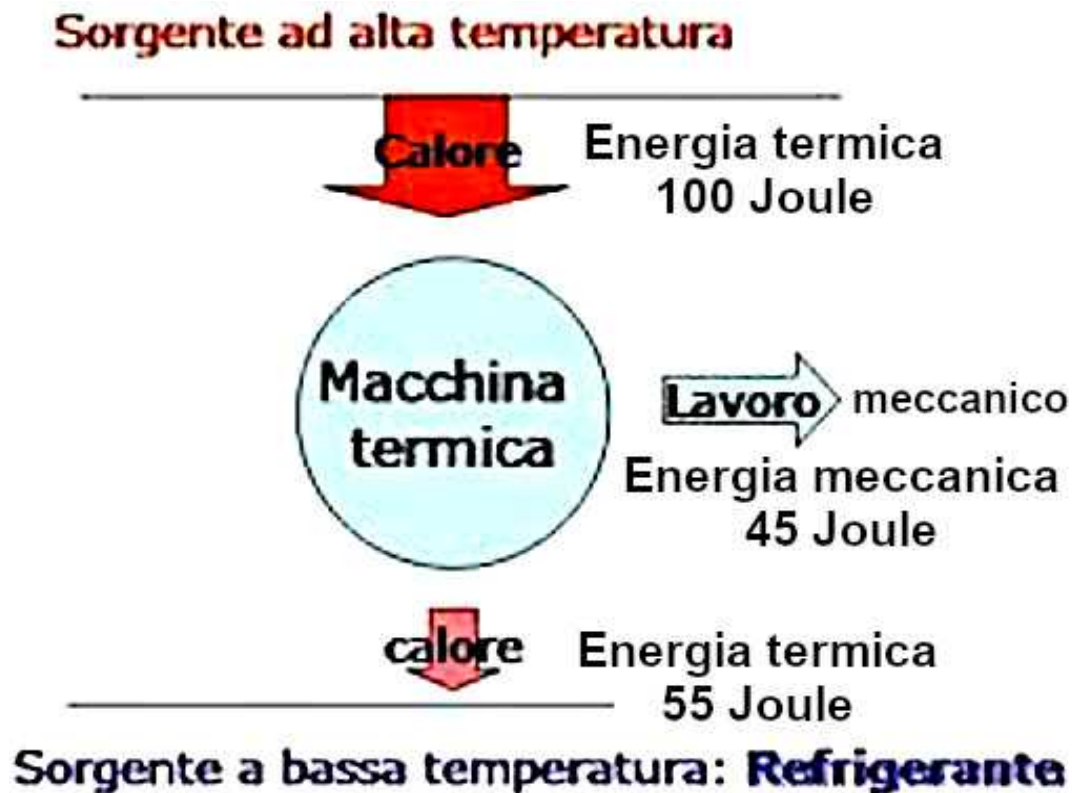 Sorgente ad alta temperatura
Calore
Energia termica
100 Joule
Macchina
termica
Lavoro meccanico
Energia meccanica
45 Joule
calore
Energia termica
55 Joule
Sorgente a bassa temperatura: Refrigerante